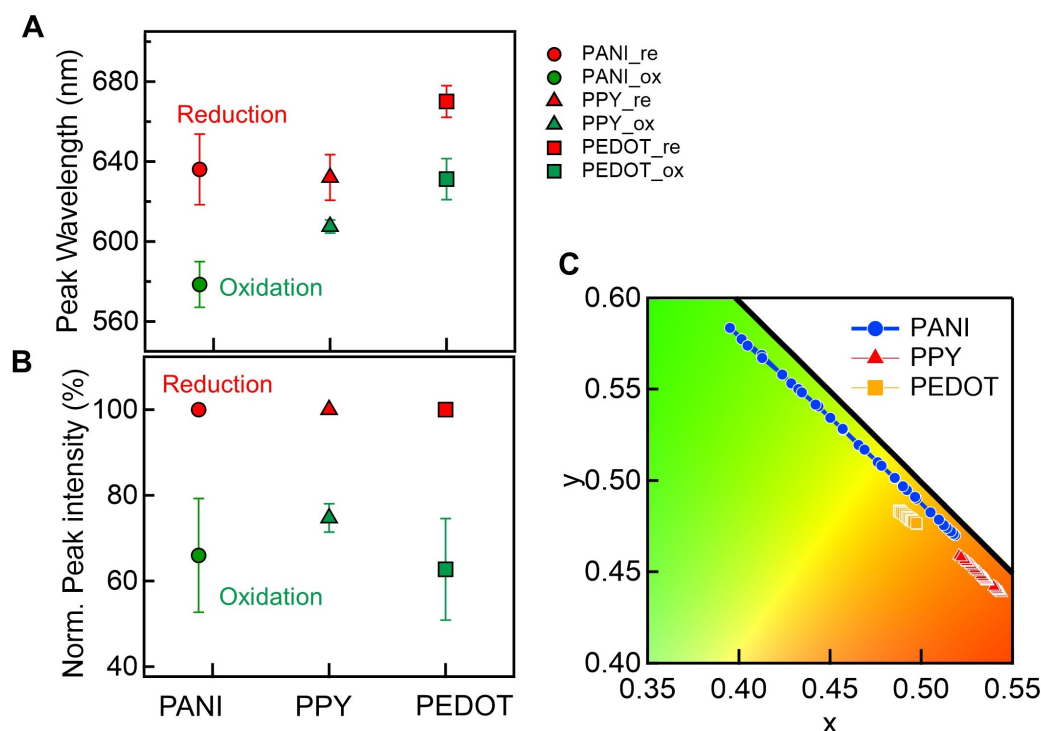 A
Peak Wavelength (nm)
680
640
600
560
Reduction
Oxidation
PANI_re
PANI_ox
PPY_re
PPY_ox
PEDOT_re
PEDOT_ox
B
Norm. Peak intensity (%)
100
80
60
40
Reduction
Oxidation
PANI
PPY
PEDOT
C
y
0.60
0.55
0.50
0.45
0.40
PANI
PPY
PEDOT
0.35
0.40
0.45
0.50
0.55
x